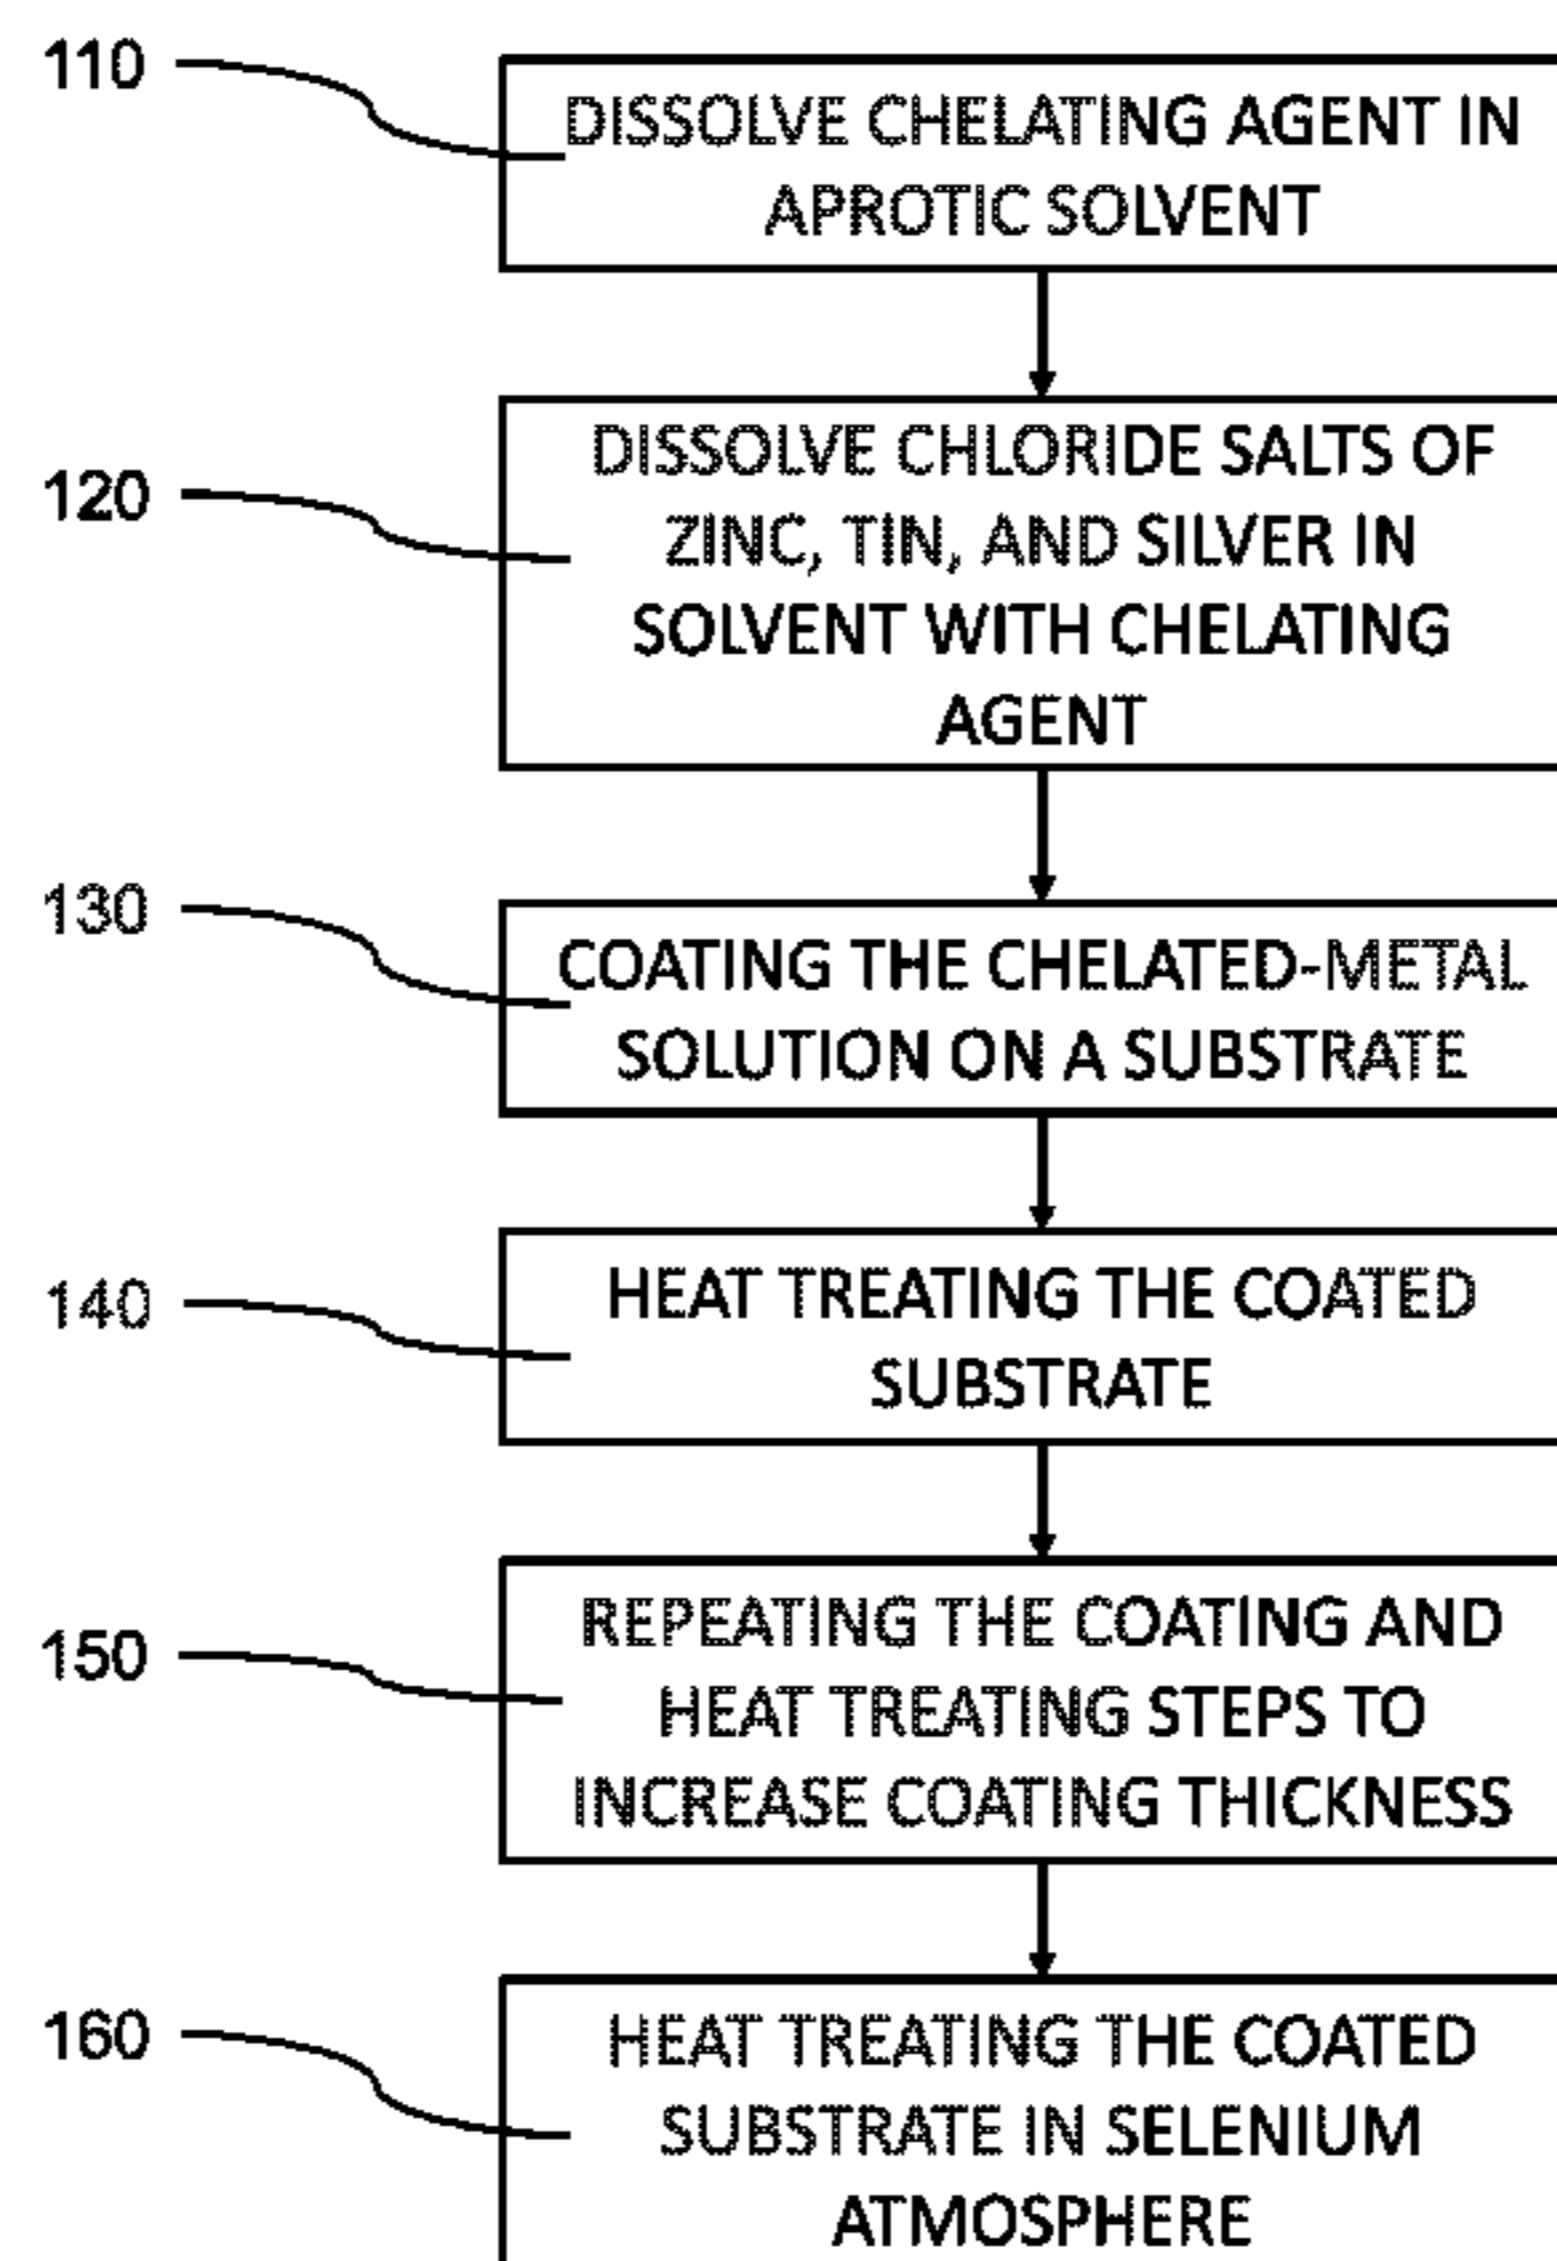 110
DISSOLVE CHELATING AGENT IN
APROTIC SOLVENT
120
DISSOLVE CHLORIDE SALTS OF
ZINC, TIN, AND SILVER IN
SOLVENT WITH CHELATING
AGENT
130
COATING THE CHELATED-METAL
SOLUTION ON A SUBSTRATE
140
HEAT TREATING THE COATED
SUBSTRATE
150
REPEATING THE COATING AND
HEAT TREATING STEPS TO
INCREASE COATING THICKNESS
160
HEAT TREATING THE COATED
SUBSTRATE IN SELENIUM
ATMOSPHERE